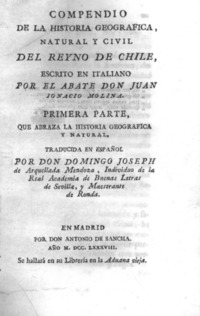 COMPENDIO
DE LA HISTORIA GEOGRAFICA,
NATURAL Y CIVIL
DEL REYNO DE CHILE,
ESCRITO EN ITALIANO
POR EL ABATE DON JUAN
IGNACIO MOLINA.
PRIMERA PARTE,
QUE ABRAZA LA HISTORIA GEOGRAFICA
Y NATURAL,
TRADUCIDA EN ESPAÑOL
POR DON DOMINGO JOSEPH
de Arquellada Mendoza, Individuo de la
Real Academia de Buenas Letras
de Sevilla, y Maestrante
de Ronda.
EN MADRID
POR DON ANTONIO DE SANCHA.
AÑO M. DCC. LXXXVIII.
Se hallará en su Librería en la Aduana vieja.